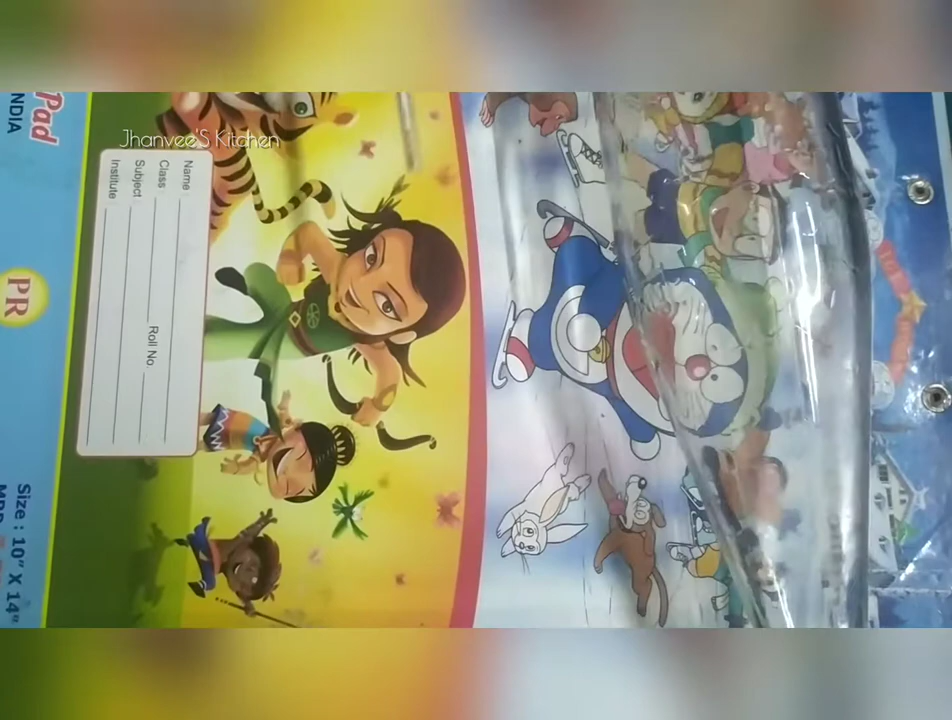 Jhanvee'S Kitchen
Pad
NDIA
PR
Name
Class
Subject
Roll No.
Institute
Size : 10" X 14"